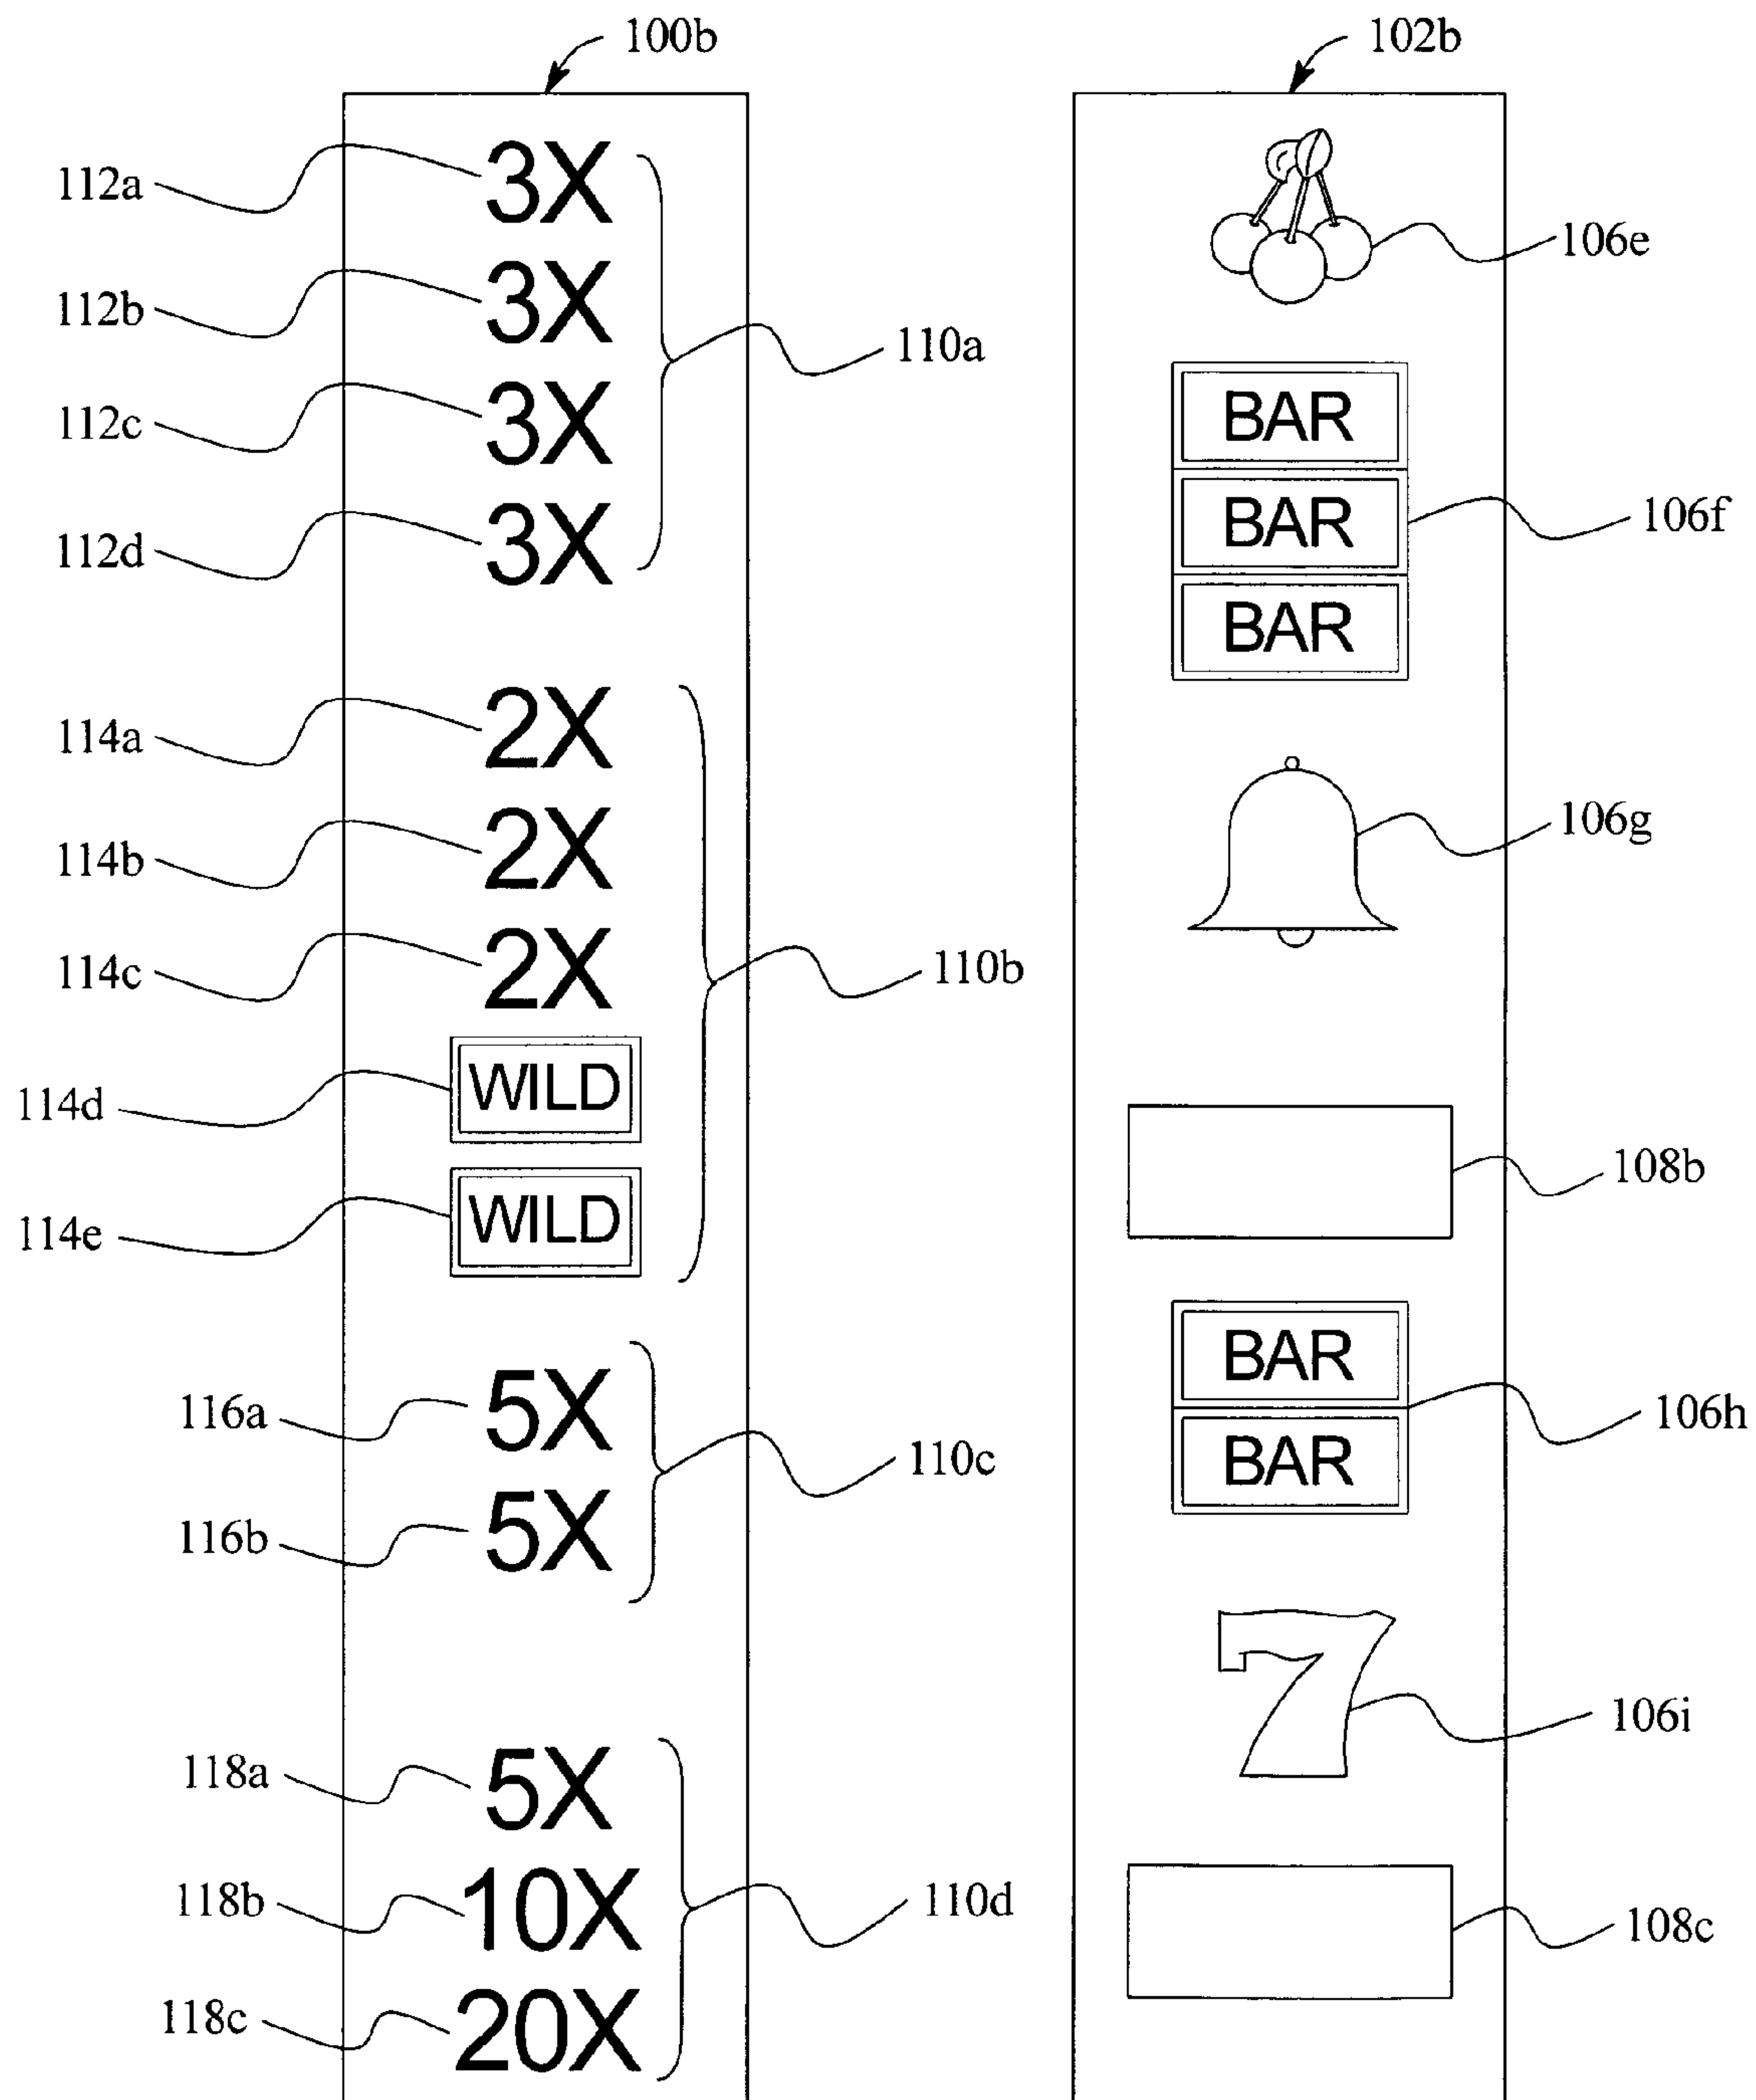 100b
102b
112a
3X
106e
112b
3X
110a
112c
3X
BAR
112d
3X
BAR
106f
BAR
114a
2X
114b
2X
106g
114c
2X
110b
114d
WILD
108b
114e
WILD
116a
5X
BAR
106h
110c
BAR
116b
5X
7
106i
118a
5X
118b
10X
110d
108c
118c
20X